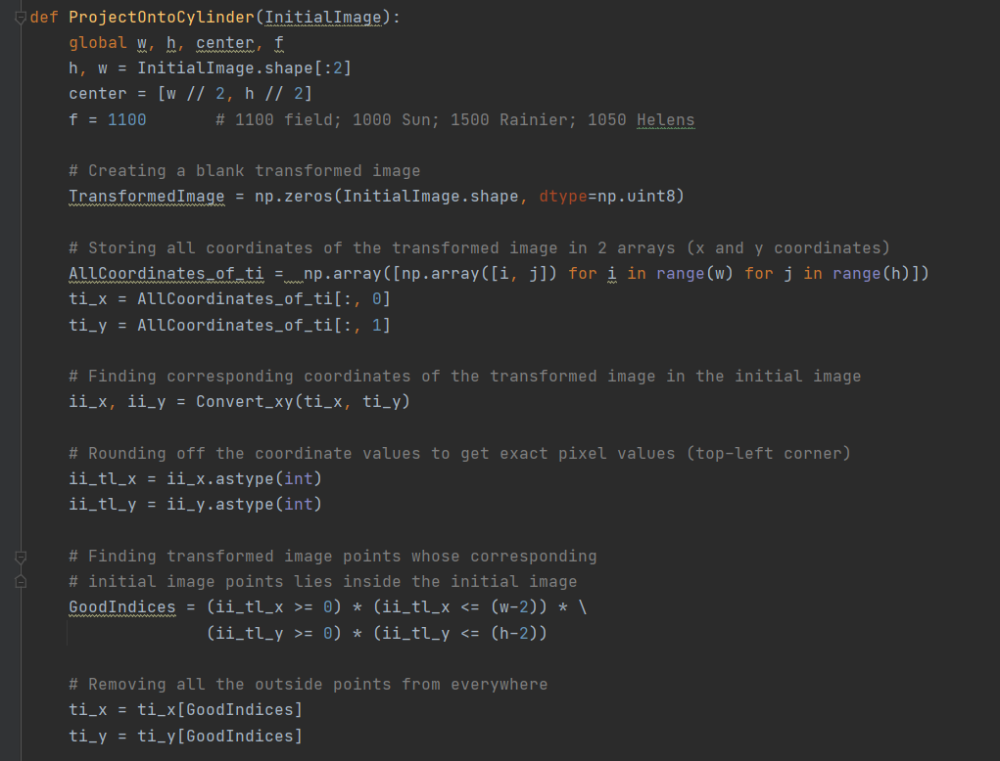 def ProjectOntoCylinder(InitialImage):
    global w, h, center, f
    h, w = InitialImage.shape[:2]
    center = [w // 2, h // 2]
    f = 1100       # 1100 field; 1000 Sun; 1500 Rainier; 1050 Helens

    # Creating a blank transformed image
    TransformedImage = np.zeros(InitialImage.shape, dtype=np.uint8)

    # Storing all coordinates of the transformed image in 2 arrays (x and y coordinates)
    AllCoordinates_of_ti =  np.array([np.array([i, j]) for i in range(w) for j in range(h)])
    ti_x = AllCoordinates_of_ti[:, 0]
    ti_y = AllCoordinates_of_ti[:, 1]

    # Finding corresponding coordinates of the transformed image in the initial image
    ii_x, ii_y = Convert_xy(ti_x, ti_y)

    # Rounding off the coordinate values to get exact pixel values (top-left corner)
    ii_tl_x = ii_x.astype(int)
    ii_tl_y = ii_y.astype(int)

    # Finding transformed image points whose corresponding
    # initial image points lies inside the initial image
    GoodIndices = (ii_tl_x >= 0) * (ii_tl_x <= (w-2)) * \
                  (ii_tl_y >= 0) * (ii_tl_y <= (h-2))

    # Removing all the outside points from everywhere
    ti_x = ti_x[GoodIndices]
    ti_y = ti_y[GoodIndices]